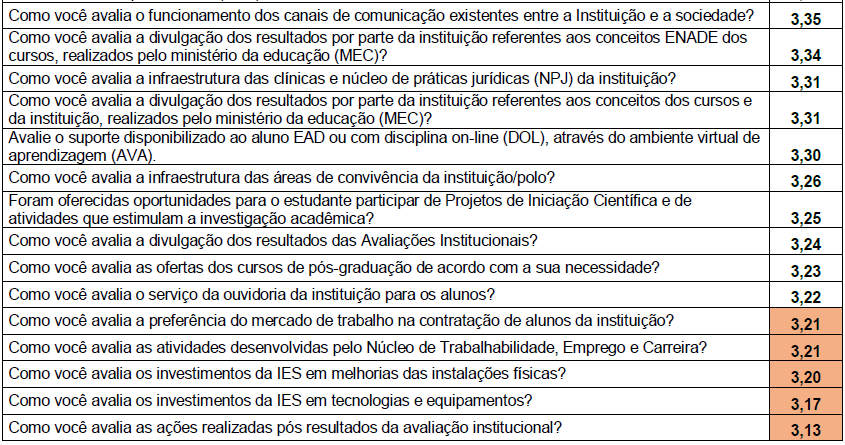 Como você avalia o funcionamento dos canais de comunicação existentes entre a Instituição e a sociedade? 3,35
Como você avalia a divulgação dos resultados por parte da instituição referentes aos conceitos ENADE dos
cursos, realizados pelo ministério da educação (MEC)? 3,34
Como você avalia a infraestrutura das clínicas e núcleo de práticas jurídicas (NPJ) da instituição? 3,31
Como você avalia a divulgação dos resultados por parte da instituição referentes aos conceitos dos cursos e
da instituição, realizados pelo ministério da educação (MEC)? 3,31
Avalie o suporte disponibilizado ao aluno EAD ou com disciplina on-line (DOL), através do ambiente virtual de
aprendizagem (AVA). 3,30
Como você avalia a infraestrutura das áreas de convivência da instituição/polo? 3,26
Foram oferecidas oportunidades para o estudante participar de Projetos de Iniciação Científica e de
atividades que estimulam a investigação acadêmica? 3,25
Como você avalia a divulgação dos resultados das Avaliações Institucionais? 3,24
Como você avalia as ofertas dos cursos de pós-graduação de acordo com a sua necessidade? 3,23
Como você avalia o serviço da ouvidoria da instituição para os alunos? 3,22
Como você avalia a preferência do mercado de trabalho na contratação de alunos da instituição? 3,21
Como você avalia as atividades desenvolvidas pelo Núcleo de Trabalhabilidade, Emprego e Carreira? 3,21
Como você avalia os investimentos da IES em melhorias das instalações físicas? 3,20
Como você avalia os investimentos da IES em tecnologias e equipamentos? 3,17
Como você avalia as ações realizadas pós resultados da avaliação institucional? 3,13